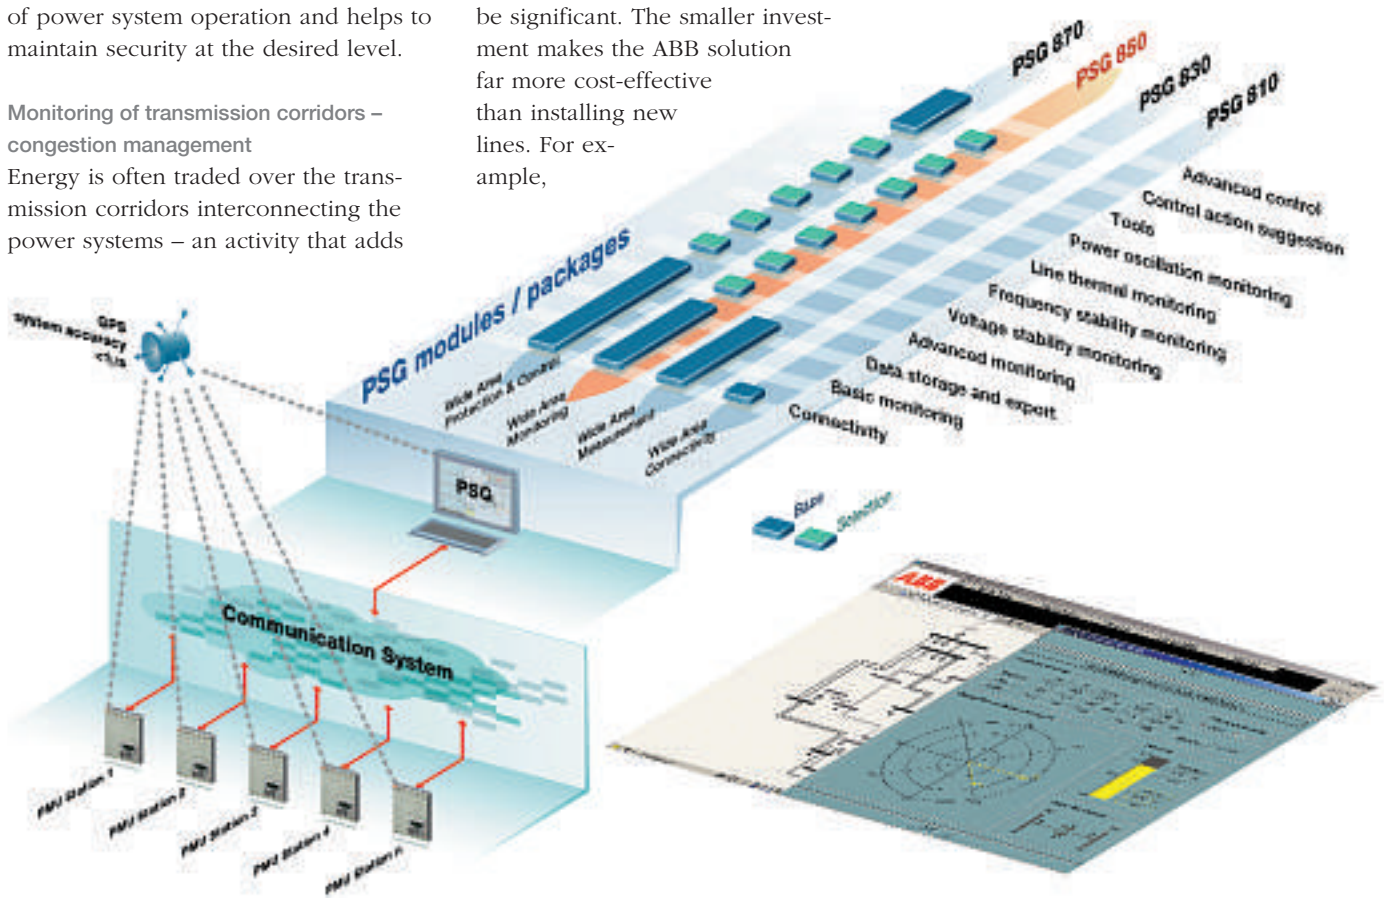 of power system operation and helps to
maintain security at the desired level.
Monitoring of transmission corridors –
congestion management
Energy is often traded over the trans-
mission corridors interconnecting the
power systems – an activity that adds
be significant. The smaller invest-
ment makes the ABB solution
far more cost-effective
than installing new
lines. For ex-
ample,
PSG 870
PSG 850
PSG 830
PSG 810
PSG modules / packages
Wide Area
Protection & Control
Wide Area
Monitoring
Wide Area
Measurement
Wide Area
Connectivity
Advanced control
Control action suggestion
Tools
Power oscillation monitoring
Line thermal monitoring
Frequency stability monitoring
Voltage stability monitoring
Advanced monitoring
Data storage and export
Basic monitoring
Connectivity
GPS
system accuracy
PSG
Base
Selection
Communication System
PMU Station 1
PMU Station 2
PMU Station 3
PMU Station 4
PMU Station n
ABB